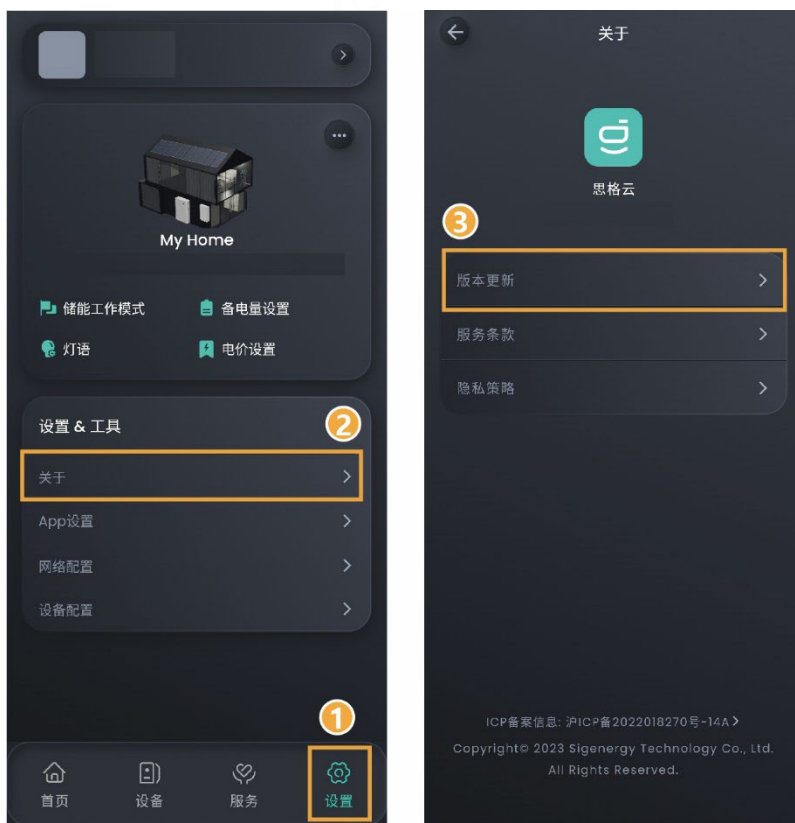 My Home
储能工作模式
备电量设置
灯语
电价设置
设置 & 工具
2
关于
App设置
网络配置
设备配置
1
首页
设备
服务
设置
关于
思格云
3
版本更新
服务条款
隐私策略
ICP备案信息: 沪ICP备2022018270号-14A
Copyright© 2023 Sigenergy Technology Co., Ltd.
All Rights Reserved.